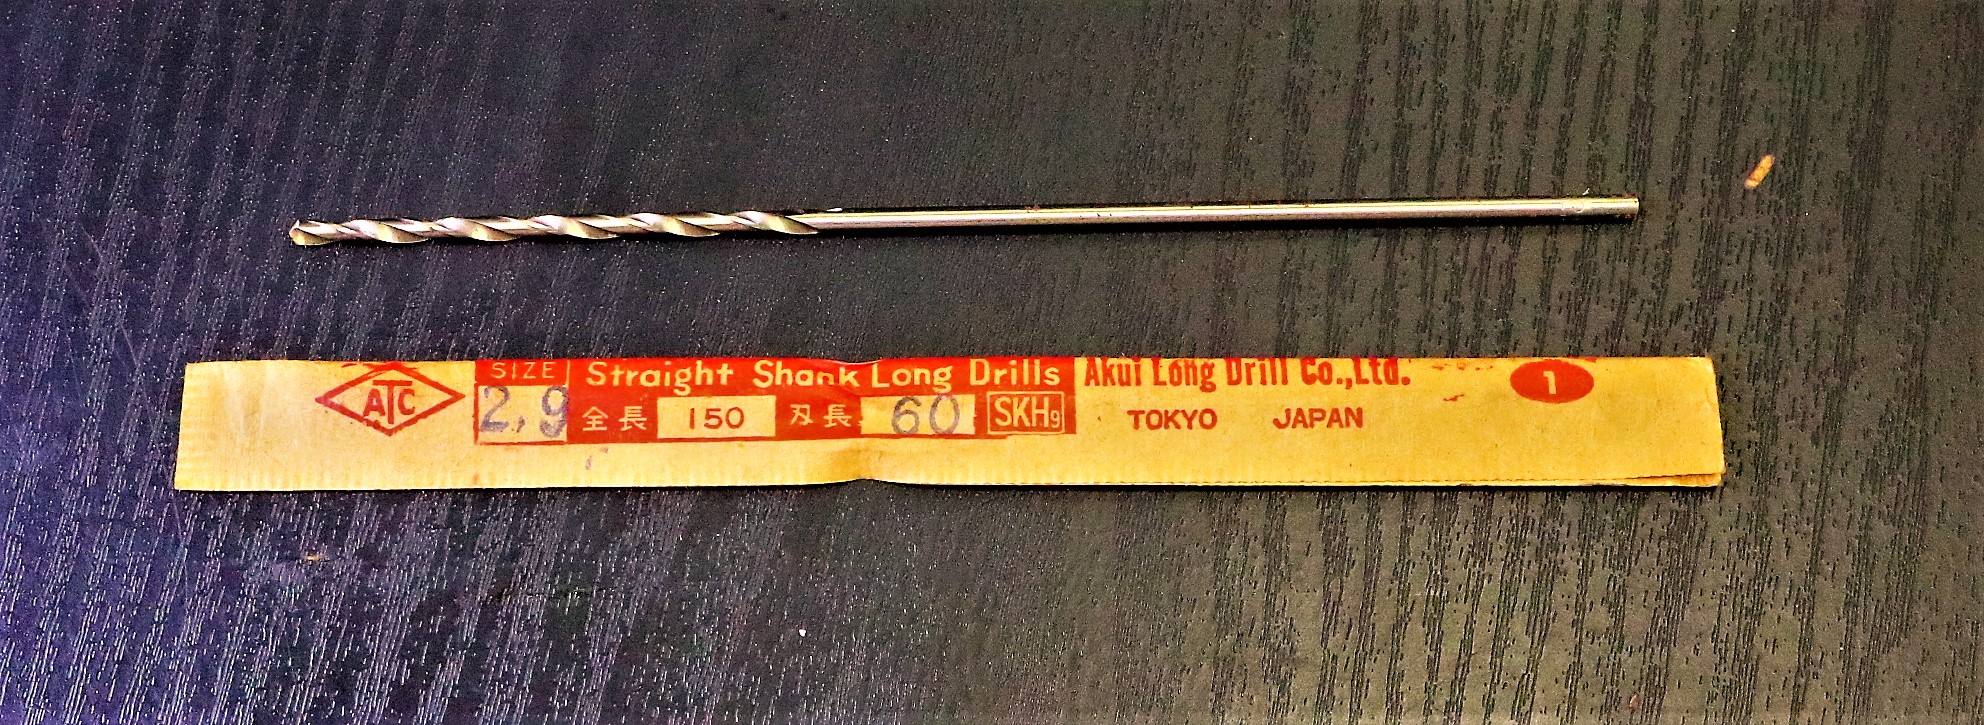 ATC
SIZE
2,9
Straight Shank Long Drills
全長 150 刃長 60 SKH9
Akui Long Drill Co.,Ltd.
TOKYO JAPAN
1